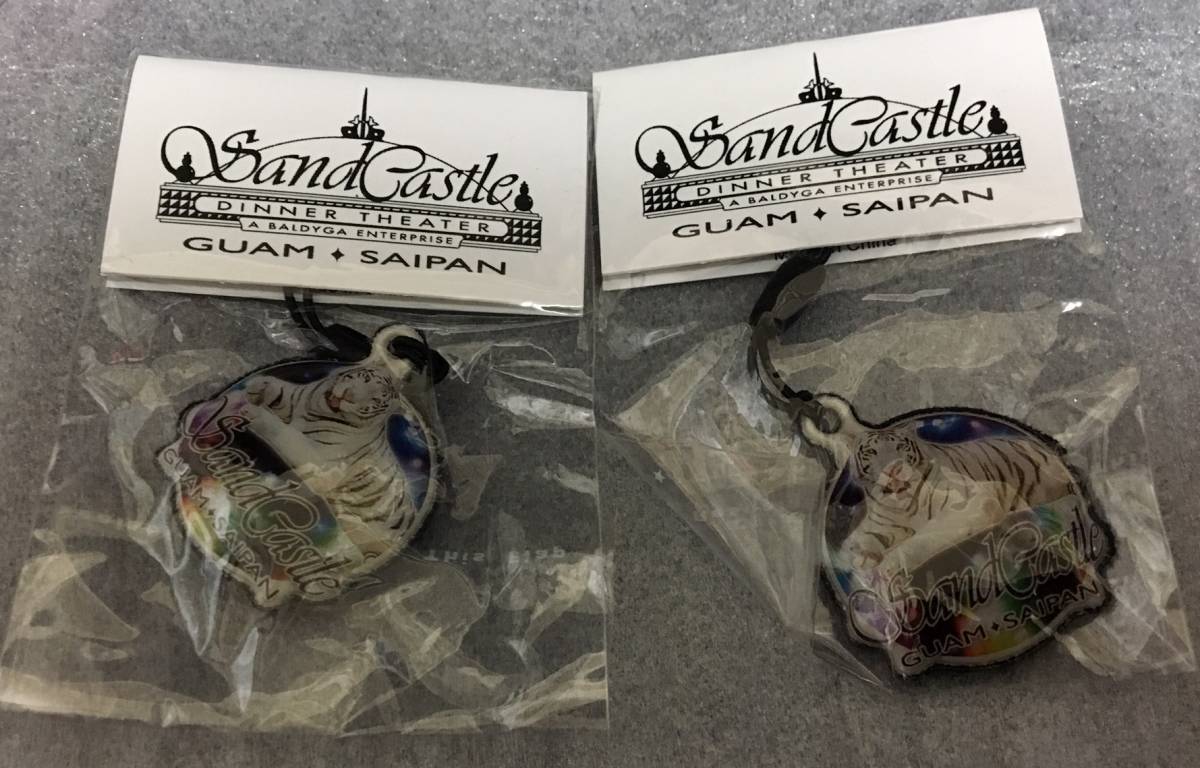 SandCastle
DINNER THEATER
A BALDYGA ENTERPRISE
GUAM ✦ SAIPAN
SandCastle
GUAM ✦ SAIPAN
SandCastle
DINNER THEATER
A BALDYGA ENTERPRISE
GUAM ✦ SAIPAN
China
SandCastle
GUAM ✦ SAIPAN